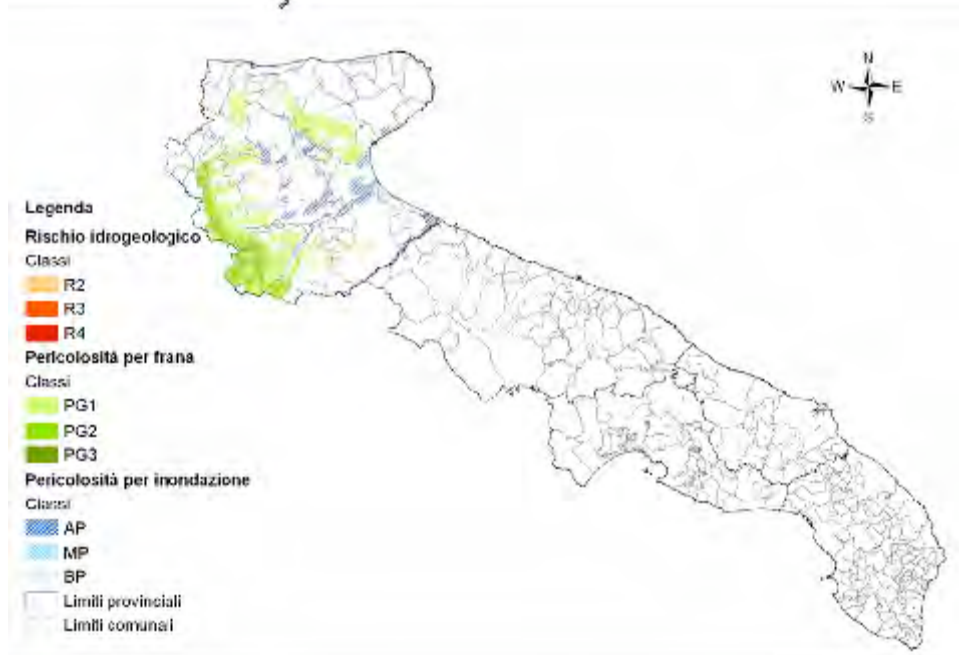 N
W E
S
Legenda
Rischio idrogeologico
Classi
R2
R3
R4
Pericolosità per frana
Classi
PG1
PG2
PG3
Pericolosità per inondazione
Classi
AP
MP
BP
Limiti provinciali
Limiti comunali